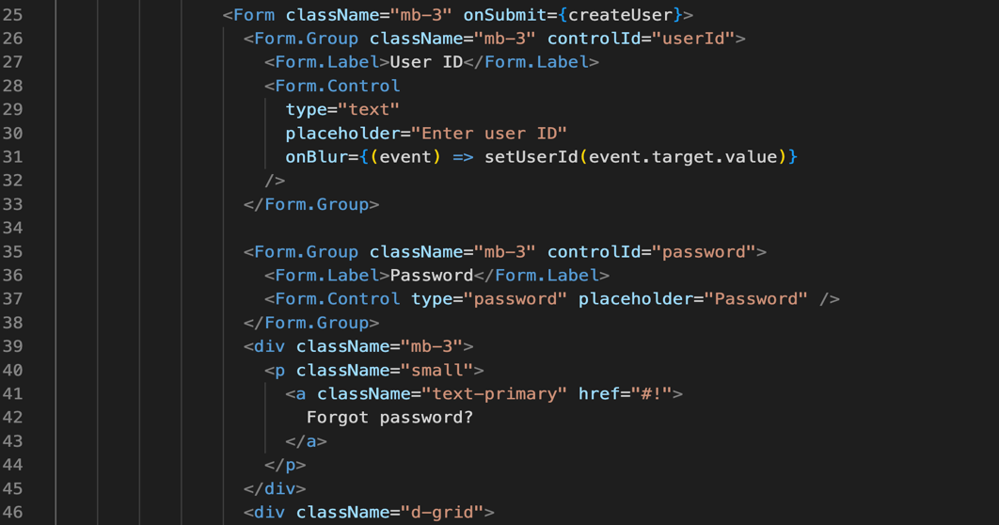 25 <Form className="mb-3" onSubmit={createUser}>
26 <Form.Group className="mb-3" controlId="userId">
27 <Form.Label>User ID</Form.Label>
28 <Form.Control
29 type="text"
30 placeholder="Enter user ID"
31 onBlur={(event) => setUserId(event.target.value)}
32 />
33 </Form.Group>
34
35 <Form.Group className="mb-3" controlId="password">
36 <Form.Label>Password</Form.Label>
37 <Form.Control type="password" placeholder="Password" />
38 </Form.Group>
39 <div className="mb-3">
40 <p className="small">
41 <a className="text-primary" href="#!">
42 Forgot password?
43 </a>
44 </p>
45 </div>
46 <div className="d-grid">